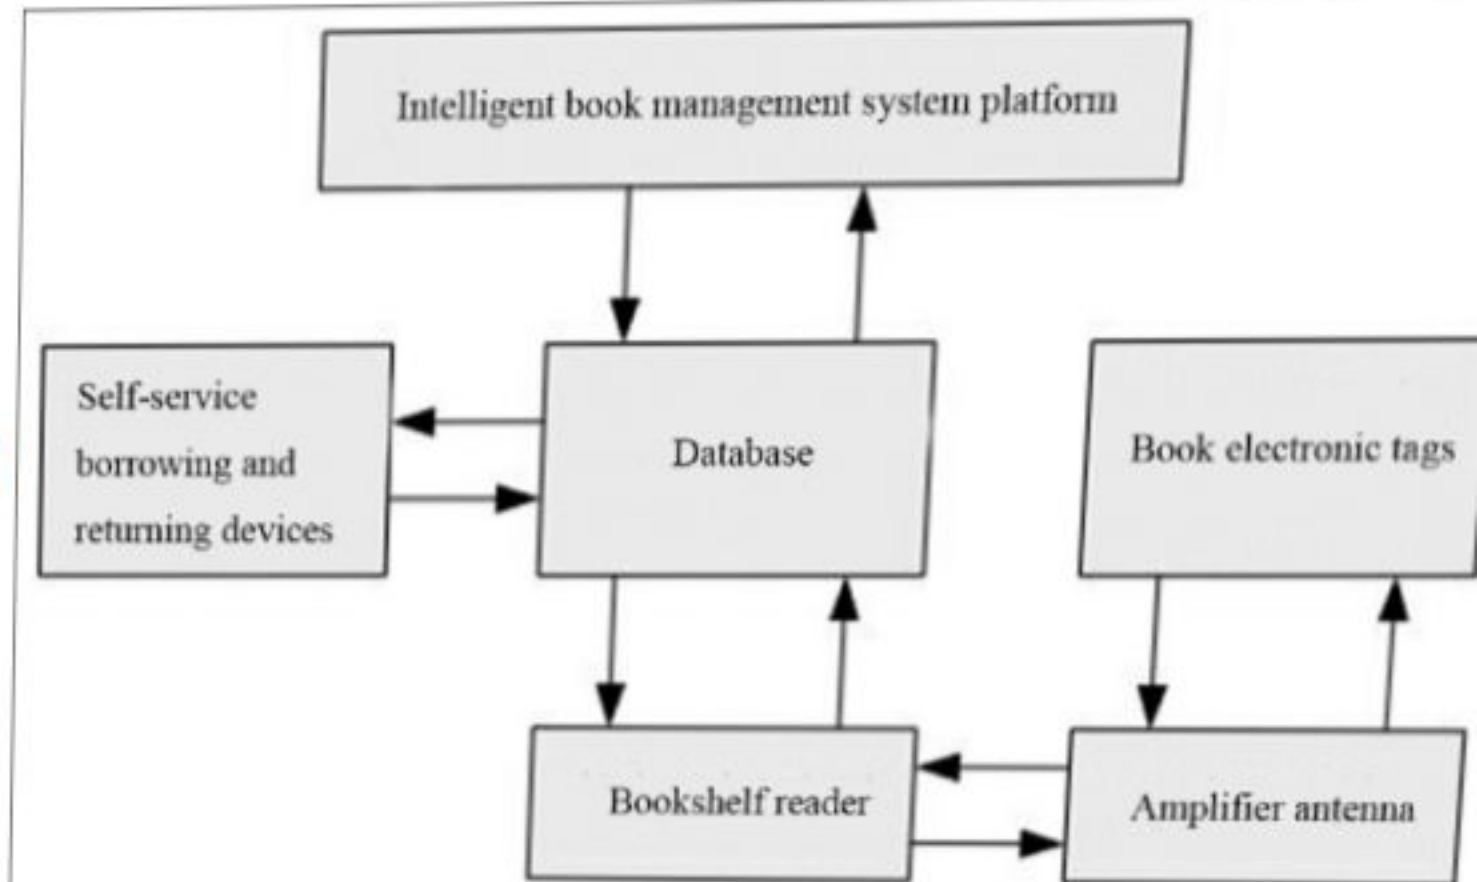 Intelligent book management system platform
Self-service
borrowing and
returning devices
Database
Book electronic tags
Bookshelf reader
Amplifier antenna